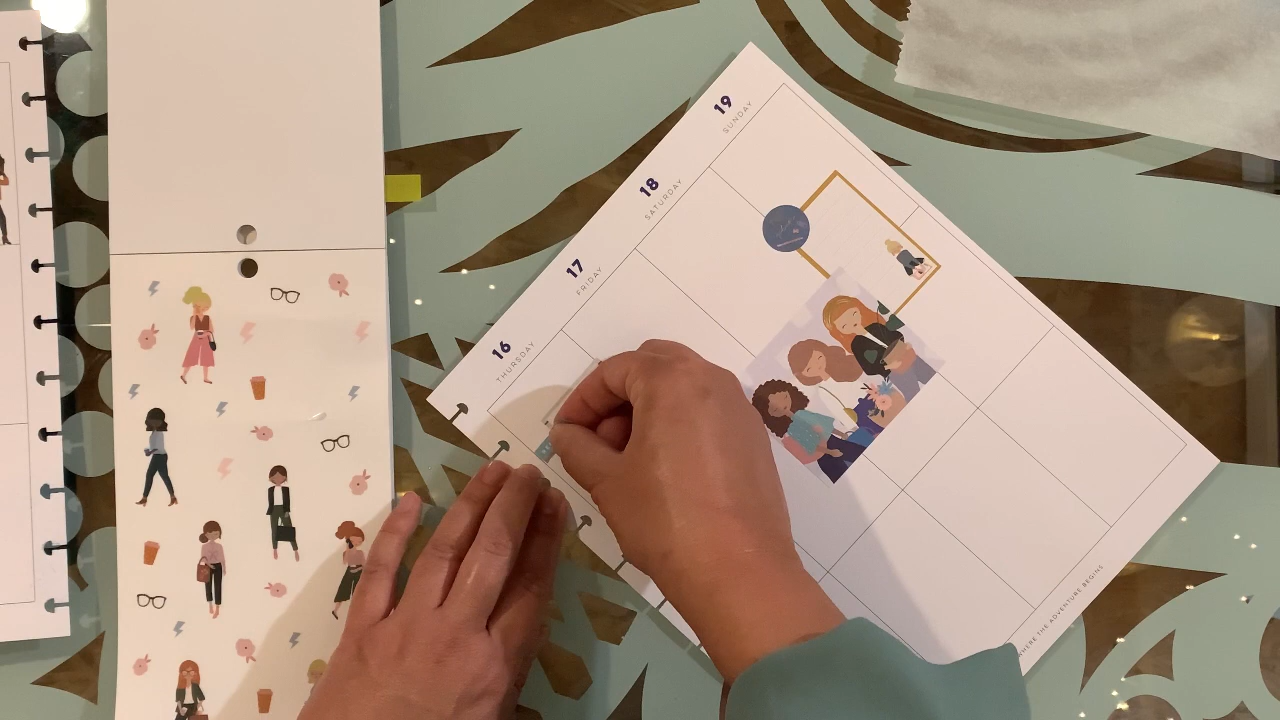 16
THURSDAY
17
FRIDAY
18
SATURDAY
19
SUNDAY
WHERE THE ADVENTURE BEGINS